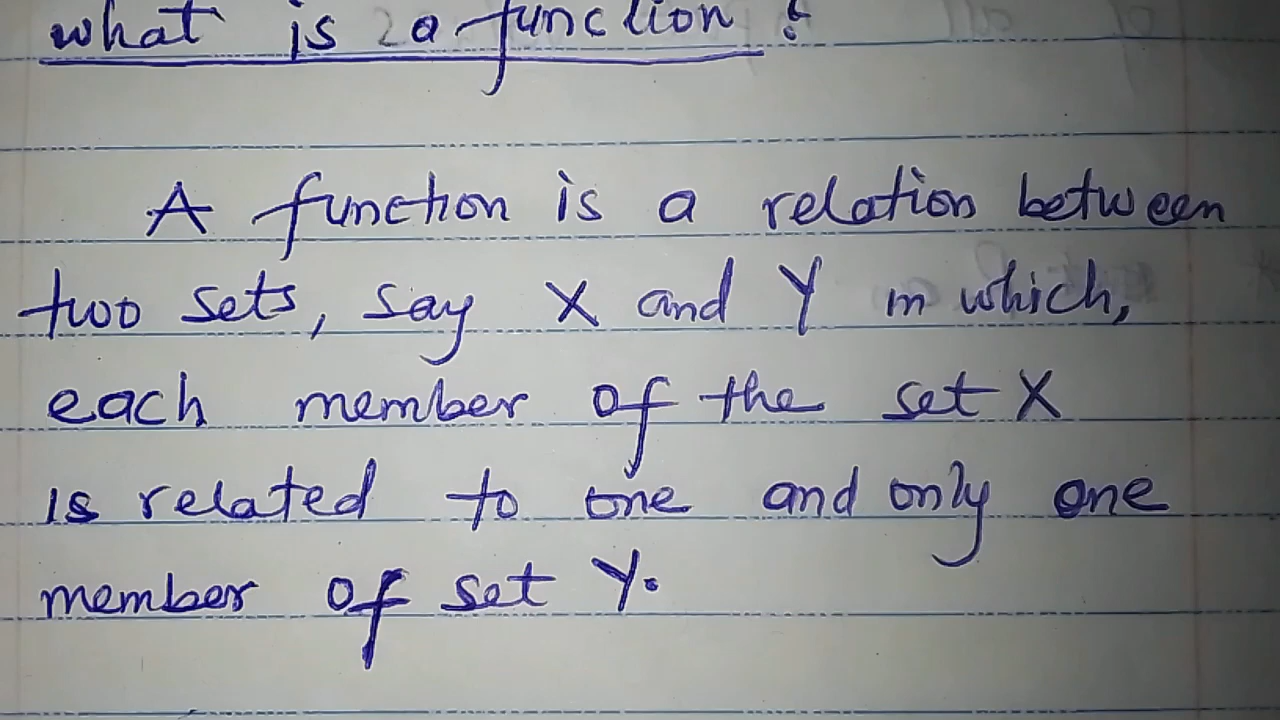 what is a function ?
A function is a relation between
two sets, say X and Y in which,
each member of the set X
is related to one and only one
member of set Y.